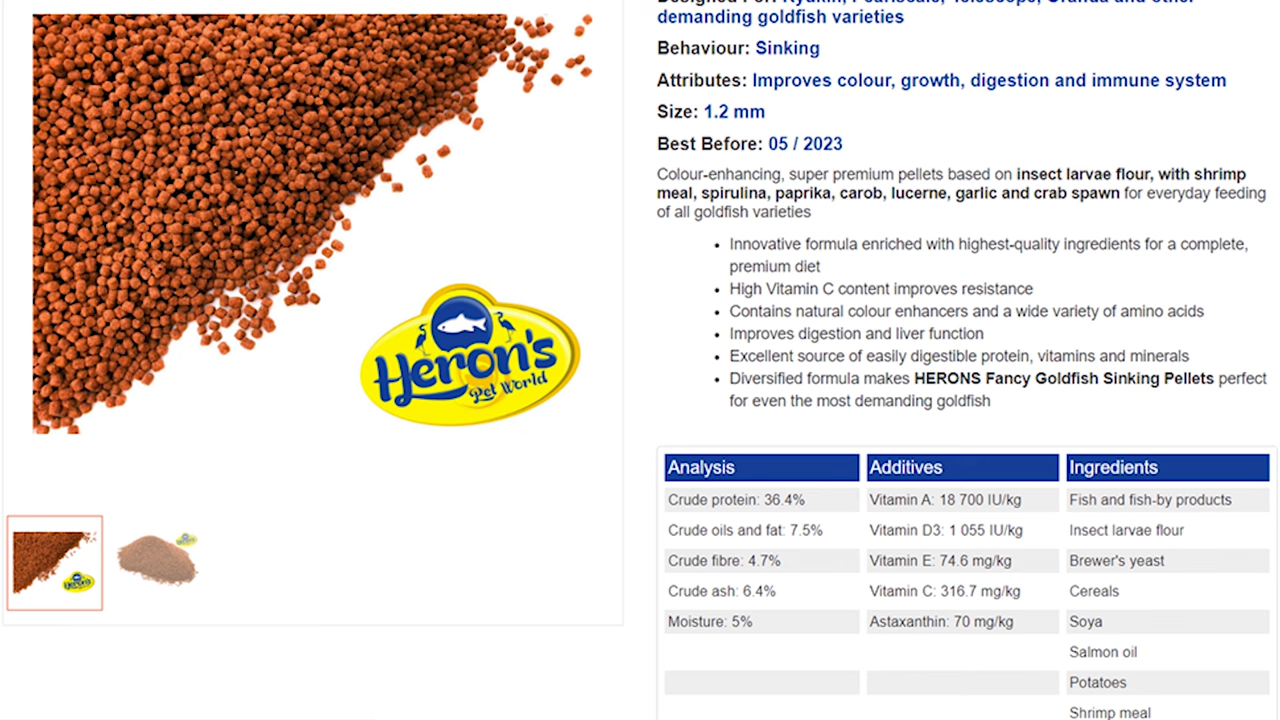 demanding goldfish varieties
Behaviour: Sinking
Attributes: Improves colour, growth, digestion and immune system
Size: 1.2 mm
Best Before: 05 / 2023
Colour-enhancing, super premium pellets based on insect larvae flour, with shrimp
meal, spirulina, paprika, carob, lucerne, garlic and crab spawn for everyday feeding
of all goldfish varieties
• Innovative formula enriched with highest-quality ingredients for a complete,
premium diet
• High Vitamin C content improves resistance
• Contains natural colour enhancers and a wide variety of amino acids
• Improves digestion and liver function
• Excellent source of easily digestible protein, vitamins and minerals
• Diversified formula makes HERONS Fancy Goldfish Sinking Pellets perfect
for even the most demanding goldfish
Heron's
Pet World
Heron's
Analysis Additives Ingredients
Crude protein: 36.4% Vitamin A: 18 700 IU/kg Fish and fish-by products
Crude oils and fat: 7.5% Vitamin D3: 1 055 IU/kg Insect larvae flour
Crude fibre: 4.7% Vitamin E: 74.6 mg/kg Brewer's yeast
Crude ash: 6.4% Vitamin C: 316.7 mg/kg Cereals
Moisture: 5% Astaxanthin: 70 mg/kg Soya
Salmon oil
Potatoes
Shrimp meal